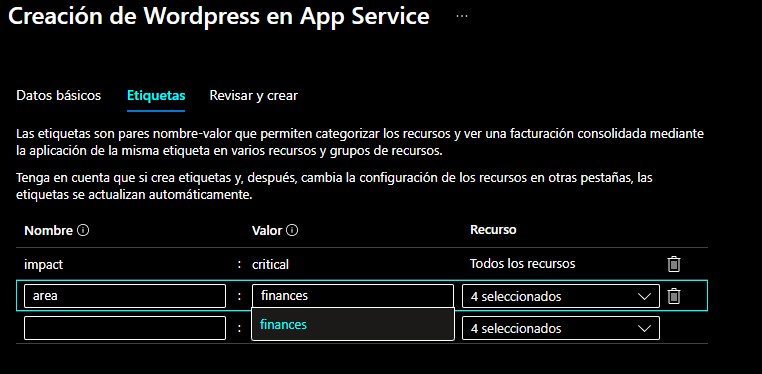 Creación de Wordpress en App Service ...
Datos básicos Etiquetas Revisar y crear
Las etiquetas son pares nombre-valor que permiten categorizar los recursos y ver una facturación consolidada mediante
la aplicación de la misma etiqueta en varios recursos y grupos de recursos.
Tenga en cuenta que si crea etiquetas y, después, cambia la configuración de los recursos en otras pestañas, las
etiquetas se actualizan automáticamente.
Nombre Valor Recurso
impact : critical Todos los recursos
area : finances 4 seleccionados
: finances 4 seleccionados